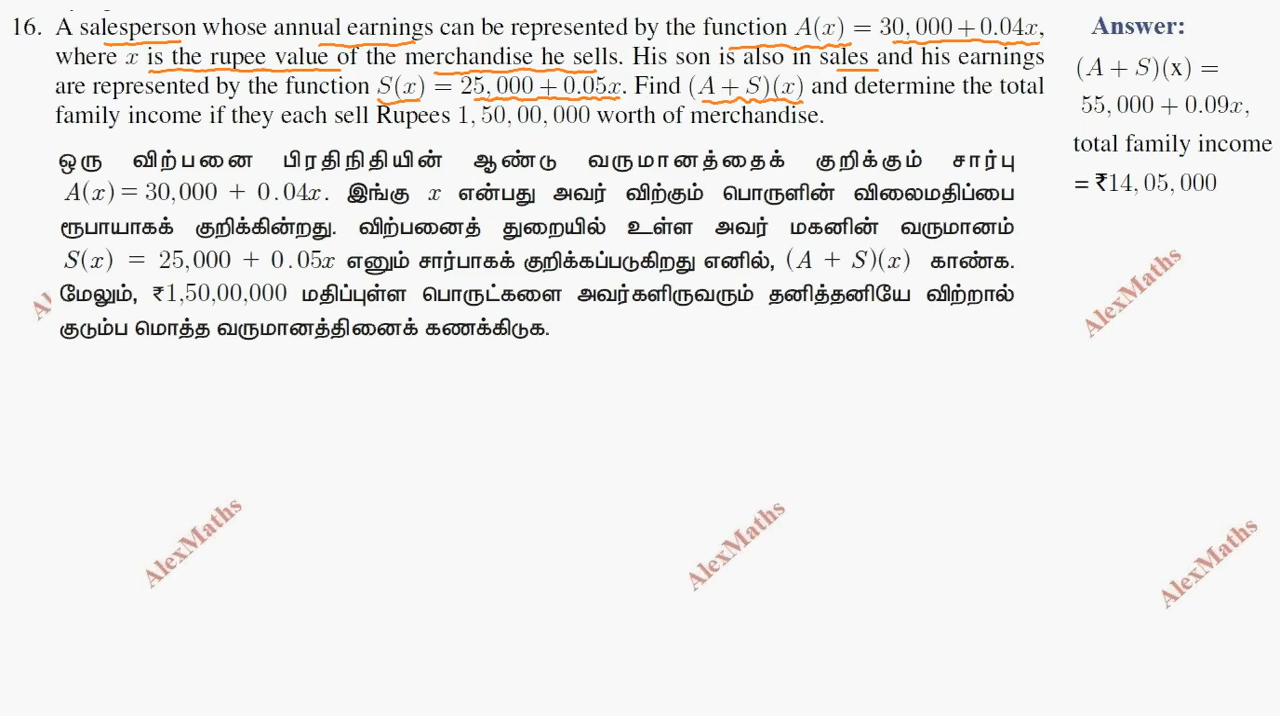 16. A salesperson whose annual earnings can be represented by the function A(x) = 30,000 + 0.04x,
where x is the rupee value of the merchandise he sells. His son is also in sales and his earnings
are represented by the function S(x) = 25,000 + 0.05x. Find (A + S)(x) and determine the total
family income if they each sell Rupees 1,50,00,000 worth of merchandise.
ஒரு விற்பனை பிரதிநிதியின் ஆண்டு வருமானத்தைக் குறிக்கும் சார்பு
A(x) = 30,000 + 0.04x. இங்கு x என்பது அவர் விற்கும் பொருளின் விலைமதிப்பை
ரூபாயாகக் குறிக்கின்றது. விற்பனைத் துறையில் உள்ள அவர் மகனின் வருமானம்
S(x) = 25,000 + 0.05x எனும் சார்பாகக் குறிக்கப்படுகிறது எனில், (A + S)(x) காண்க.
மேலும், ₹1,50,00,000 மதிப்புள்ள பொருட்களை அவர்களிருவரும் தனித்தனியே விற்றால்
குடும்ப மொத்த வருமானத்தினைக் கணக்கிடுக.
Answer:
(A + S)(x) =
55,000 + 0.09x,
total family income
= ₹14,05,000
AlexMaths
AlexMaths
AlexMaths
AlexMaths